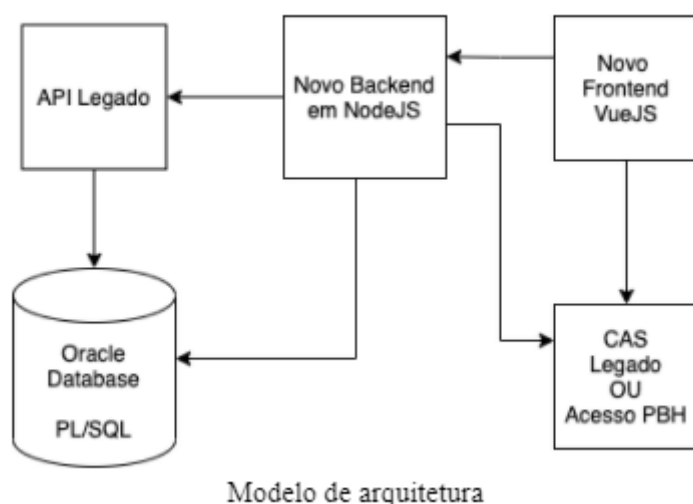 API Legado
Novo Backend
em NodeJS
Novo
Frontend
VueJS
Oracle
Database
PL/SQL
CAS
Legado
OU
Acesso PBH
Modelo de arquitetura